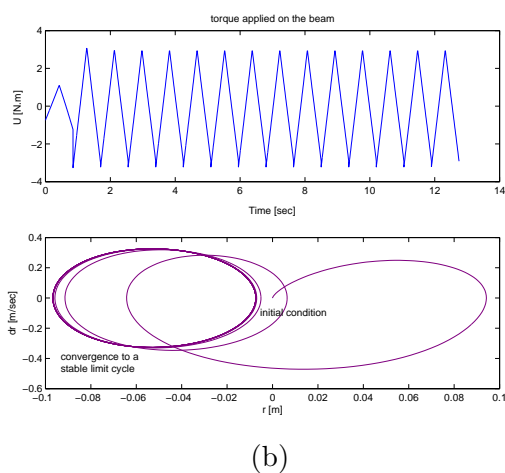 torque applied on the beam
4
2
0
−2
−4
U [N.m]
0 2 4 6 8 10 12 14
Time [sec]
0.4
0.2
0
−0.2
−0.4
−0.6
dr [m/sec]
initial condition
convergence to a
stable limit cycle
−0.1 −0.08 −0.06 −0.04 −0.02 0 0.02 0.04 0.06 0.08 0.1
r [m]
(b)